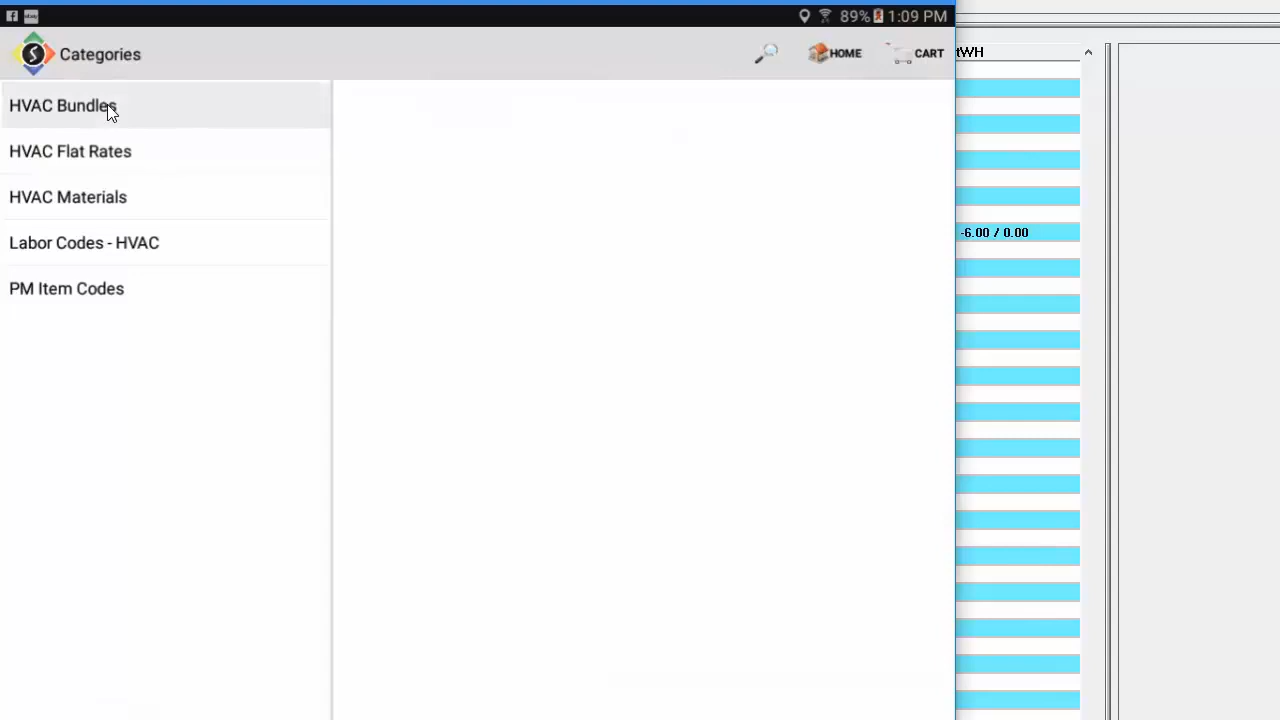 89% 1:09 PM
Categories
HOME
CART
HVAC Bundles
HVAC Flat Rates
HVAC Materials
Labor Codes - HVAC
PM Item Codes
tWH
-6.00 / 0.00